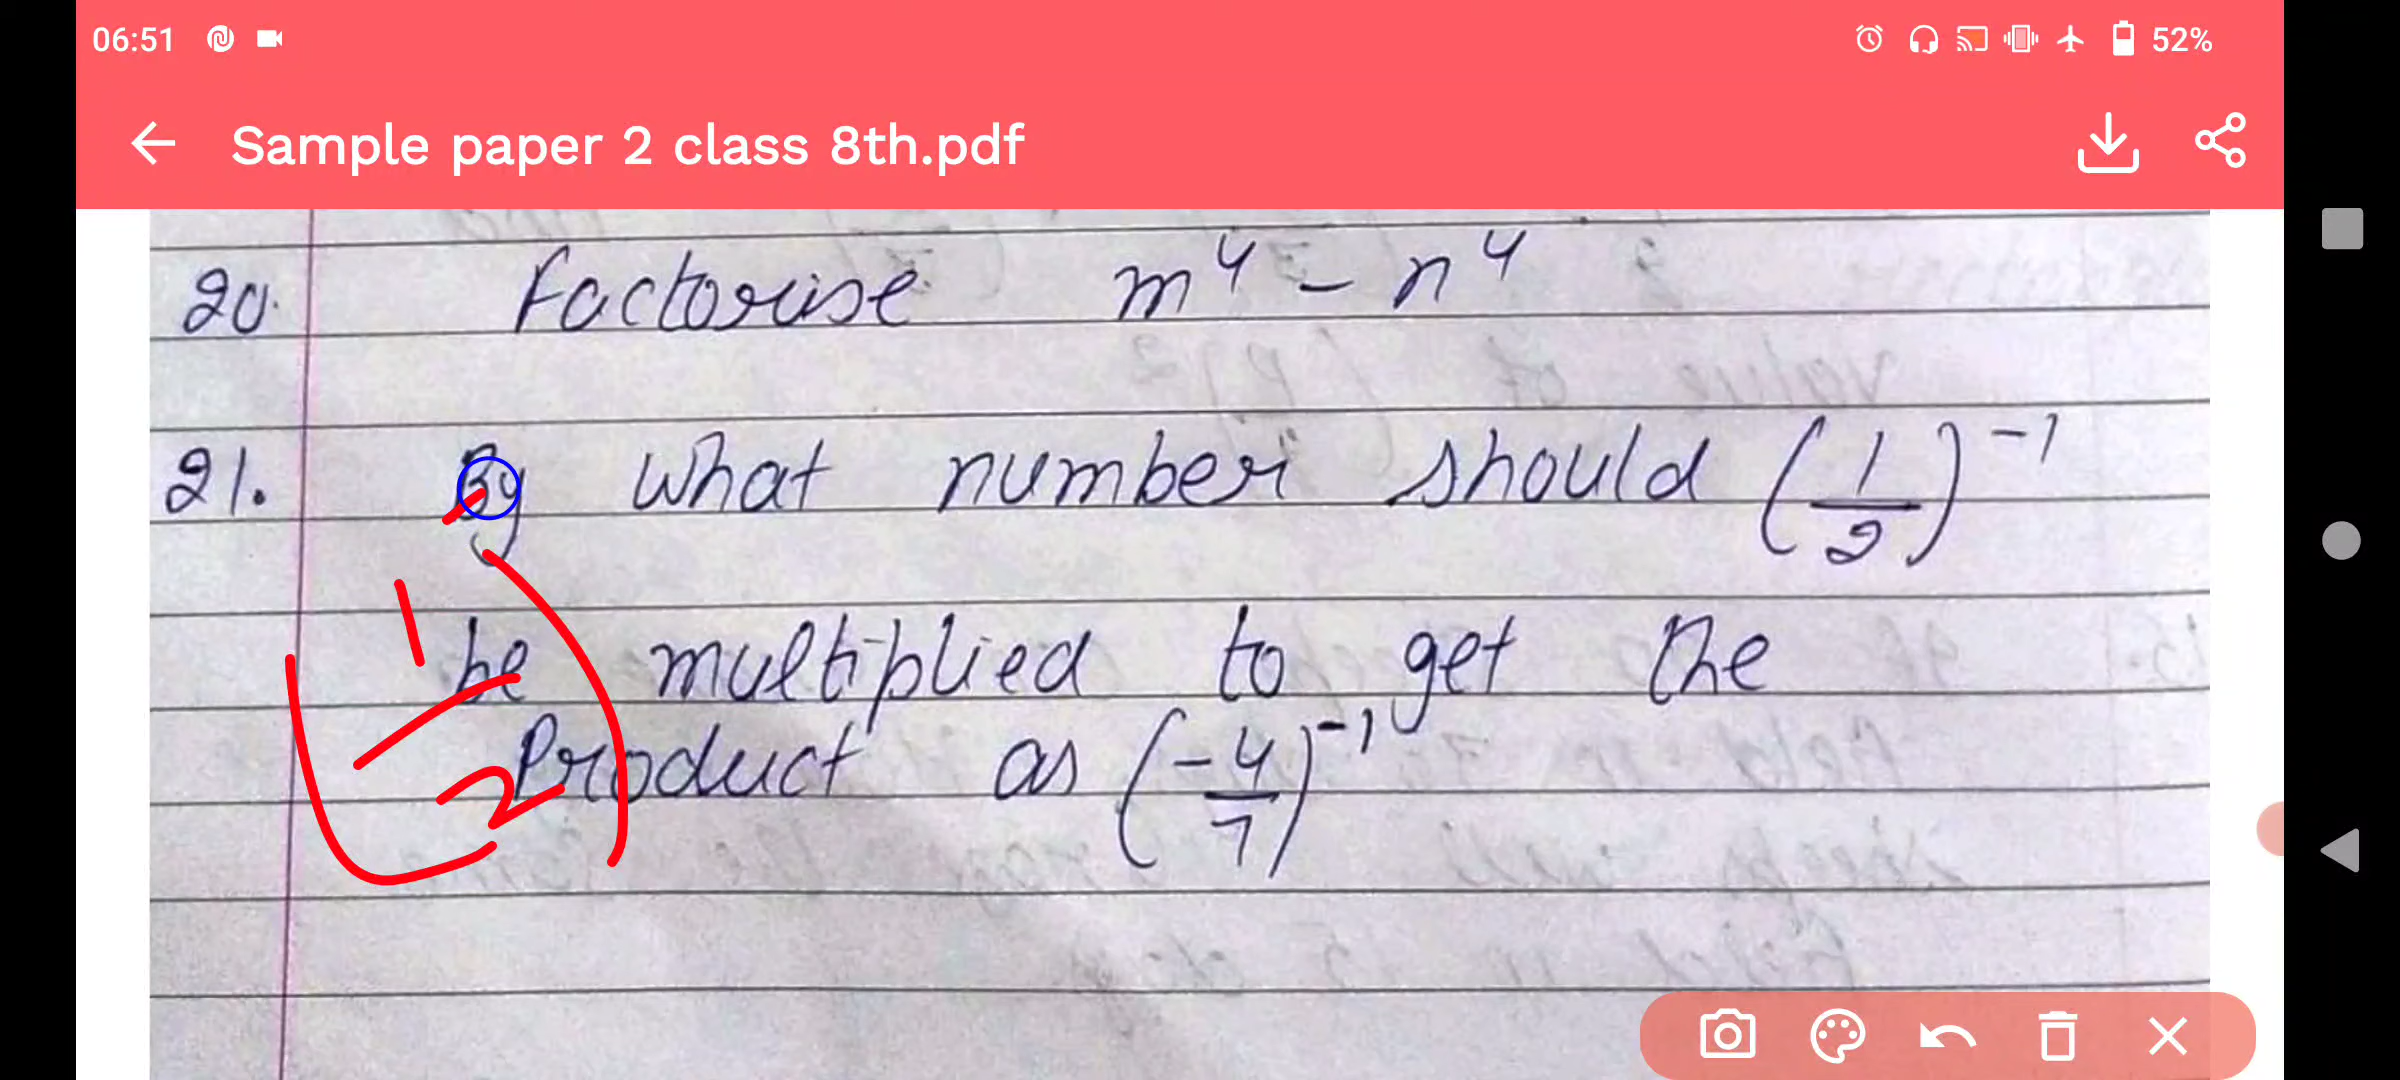 06:51 52%
Sample paper 2 class 8th.pdf
20. Factorise m⁴ - n⁴
21. By what number should (1/2)⁻¹
be multiplied to get the
Product as (-4/7)⁻¹
(1/2)⁻